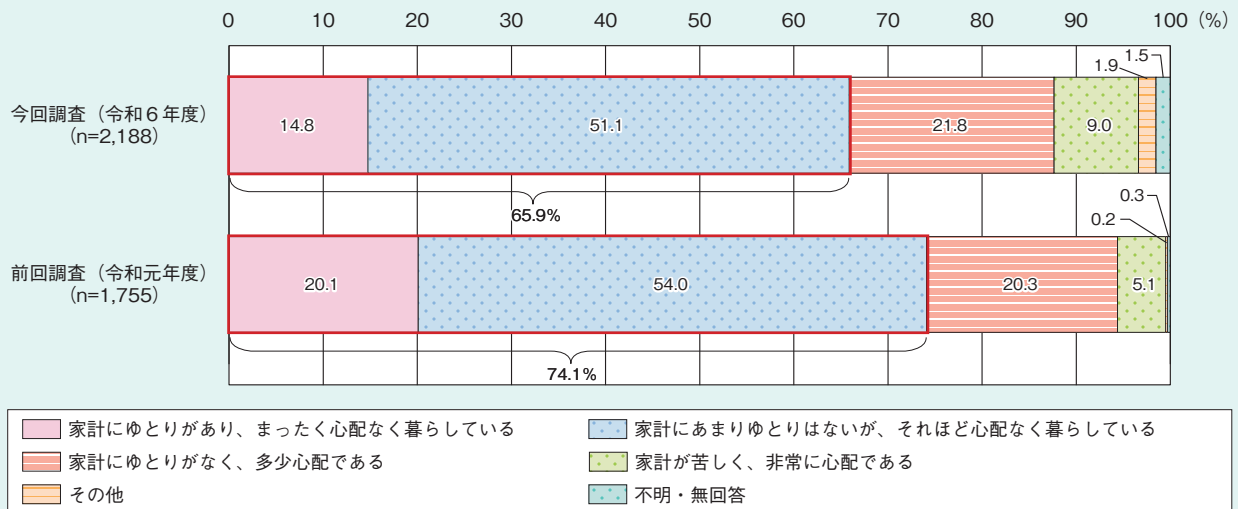 0 10 20 30 40 50 60 70 80 90 100 (%)
1.5
1.9
今回調査（令和６年度）
(n=2,188)
14.8 51.1 21.8 9.0
65.9%
0.3
0.2
前回調査（令和元年度）
(n=1,755)
20.1 54.0 20.3 5.1
74.1%
家計にゆとりがあり、まったく心配なく暮らしている
家計にあまりゆとりはないが、それほど心配なく暮らしている
家計にゆとりがなく、多少心配である
家計が苦しく、非常に心配である
その他
不明・無回答